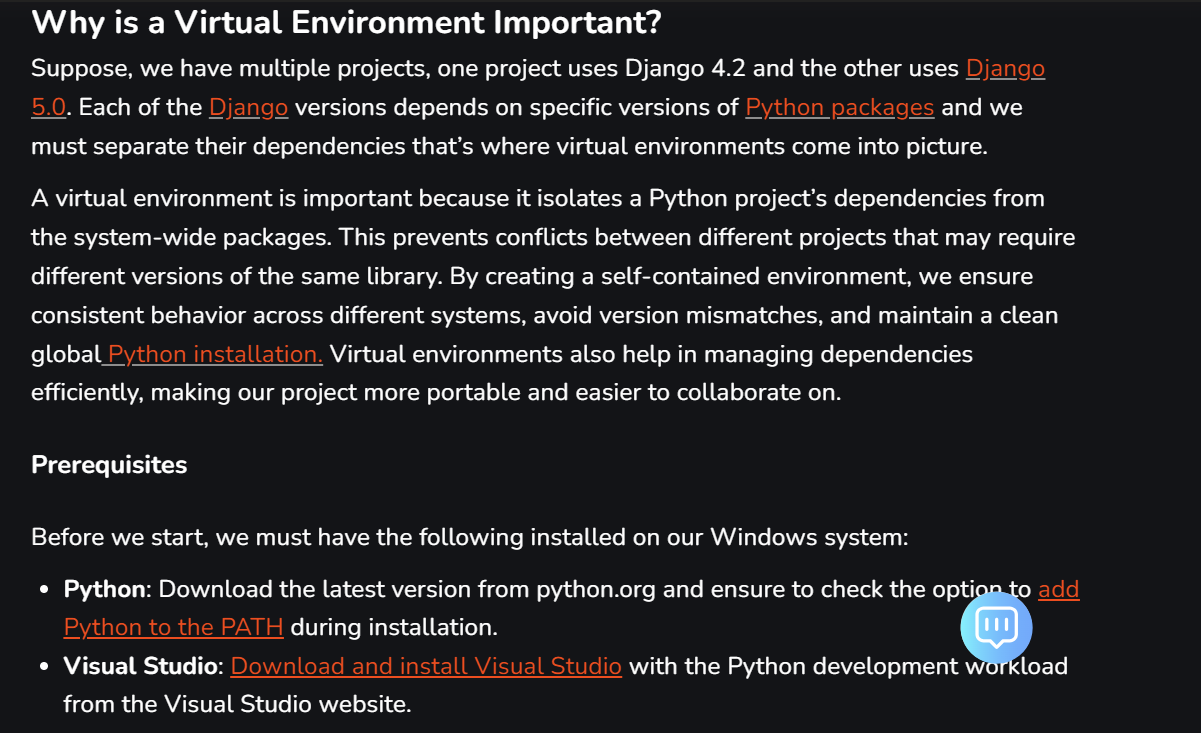 Why is a Virtual Environment Important?
Suppose, we have multiple projects, one project uses Django 4.2 and the other uses Django
5.0. Each of the Django versions depends on specific versions of Python packages and we
must separate their dependencies that’s where virtual environments come into picture.
A virtual environment is important because it isolates a Python project’s dependencies from
the system-wide packages. This prevents conflicts between different projects that may require
different versions of the same library. By creating a self-contained environment, we ensure
consistent behavior across different systems, avoid version mismatches, and maintain a clean
global Python installation. Virtual environments also help in managing dependencies
efficiently, making our project more portable and easier to collaborate on.
Prerequisites
Before we start, we must have the following installed on our Windows system:
• Python: Download the latest version from python.org and ensure to check the option to add
Python to the PATH during installation.
• Visual Studio: Download and install Visual Studio with the Python development workload
from the Visual Studio website.